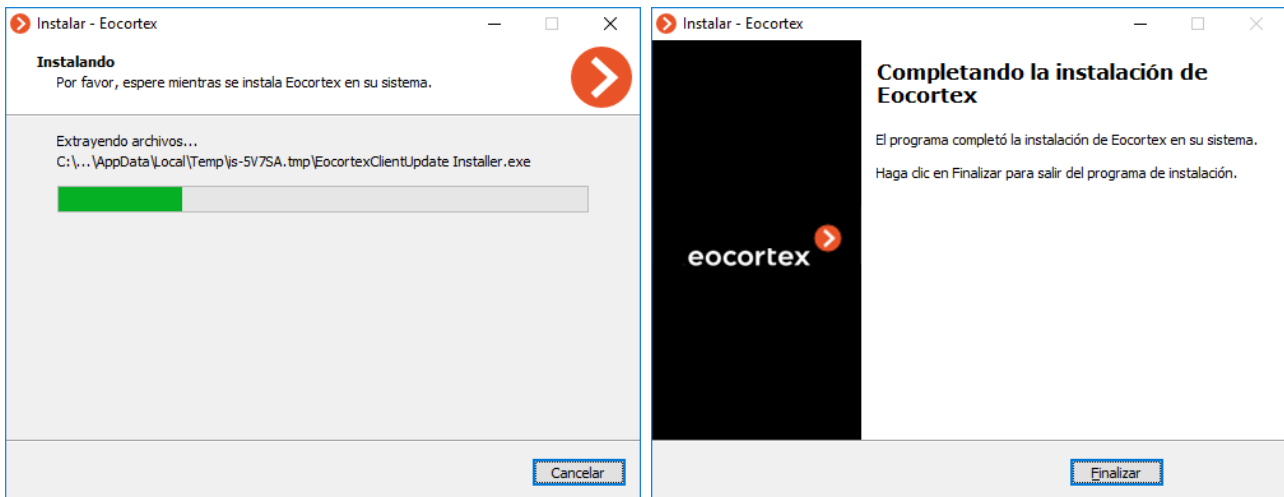 Instalar - Eocortex
Instalando
Por favor, espere mientras se instala Eocortex en su sistema.
Extrayendo archivos...
C:\...\AppData\Local\Temp\is-5V7SA.tmp\EocortexClientUpdate Installer.exe
Cancelar
Instalar - Eocortex
Completando la instalación de
Eocortex
El programa completó la instalación de Eocortex en su sistema.
Haga clic en Finalizar para salir del programa de instalación.
eocortex
Finalizar